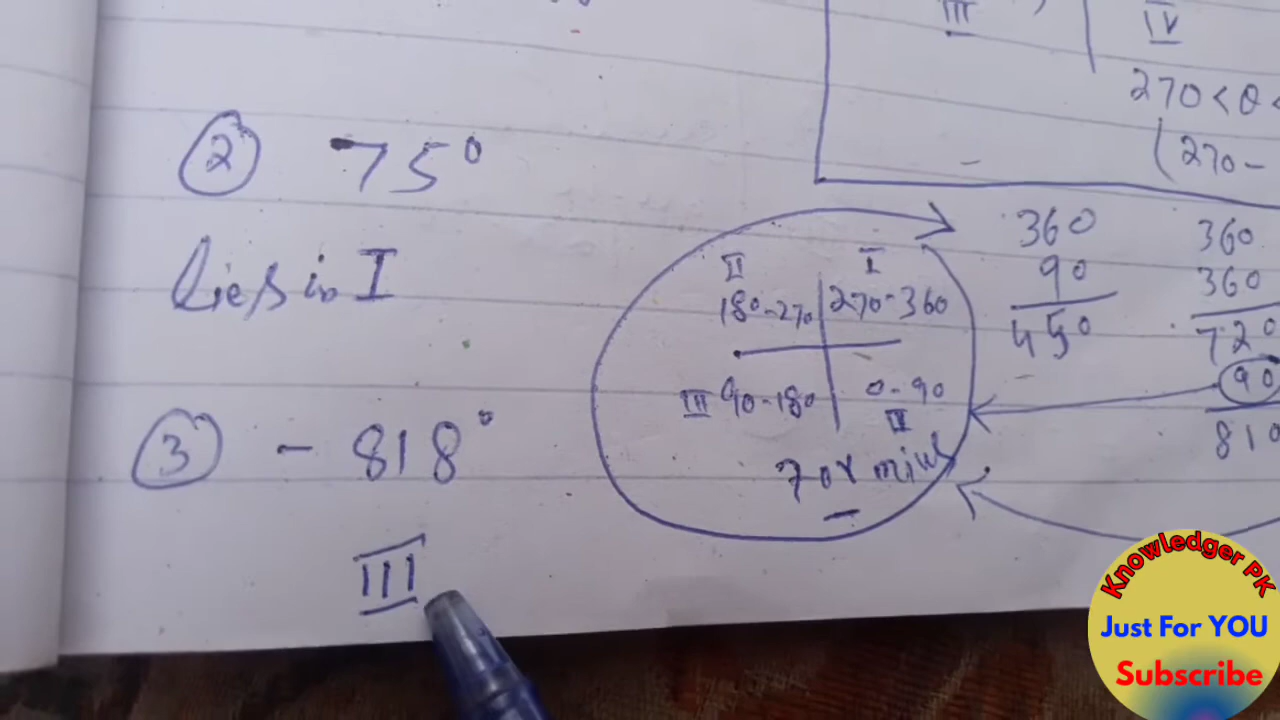 III
IV
270<θ<
(270-
② 75°
Lies in I
③ - 818°
III
II
I
180-270
270-360
III 90-180
0-90
For minus
360
90
450
360
360
720
90
810
Knowledger PK
Just For YOU
Subscribe